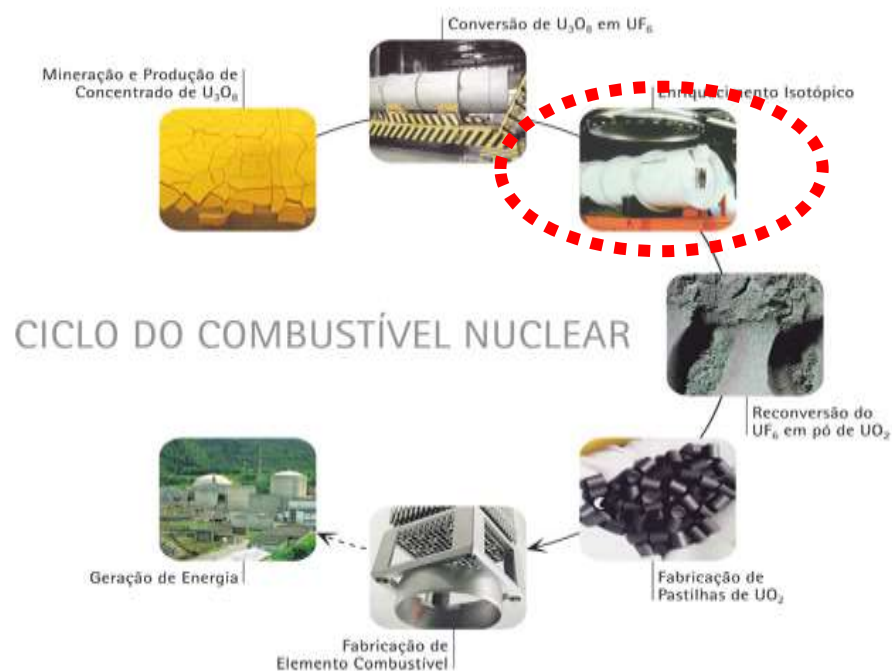 Conversão de U₃O₈ em UF₆
Mineração e Produção de
Concentrado de U₃O₈
Enriquecimento Isotópico
CICLO DO COMBUSTÍVEL NUCLEAR
Reconversão do
UF₆ em pó de UO₂
Geração de Energia
Fabricação de
Pastilhas de UO₂
Fabricação de
Elemento Combustível